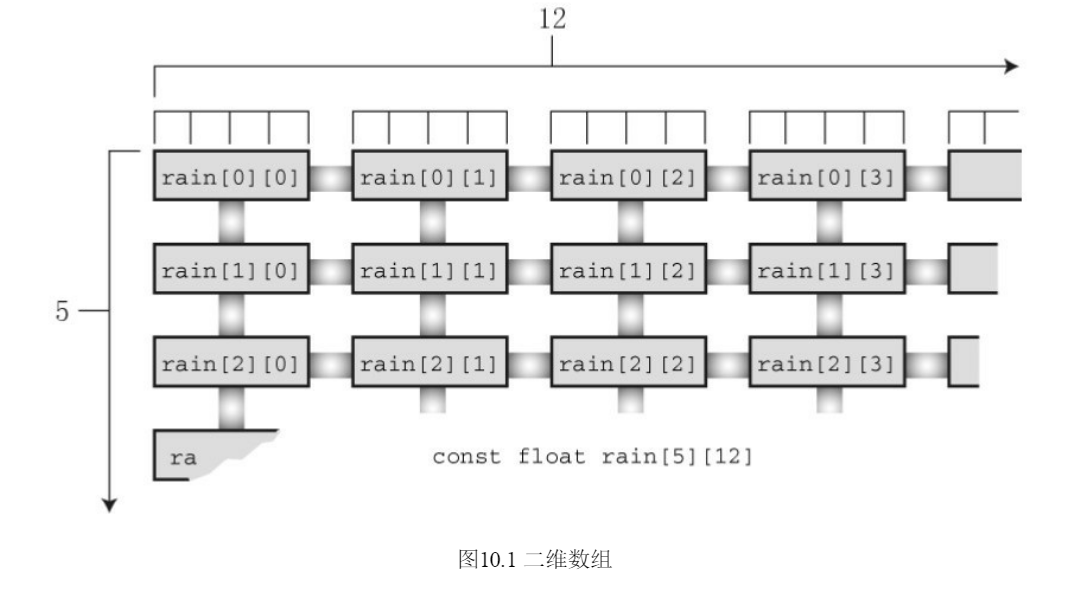 12
rain[0][0] rain[0][1] rain[0][2] rain[0][3]
rain[1][0] rain[1][1] rain[1][2] rain[1][3]
5
rain[2][0] rain[2][1] rain[2][2] rain[2][3]
ra
const float rain[5][12]
图10.1 二维数组